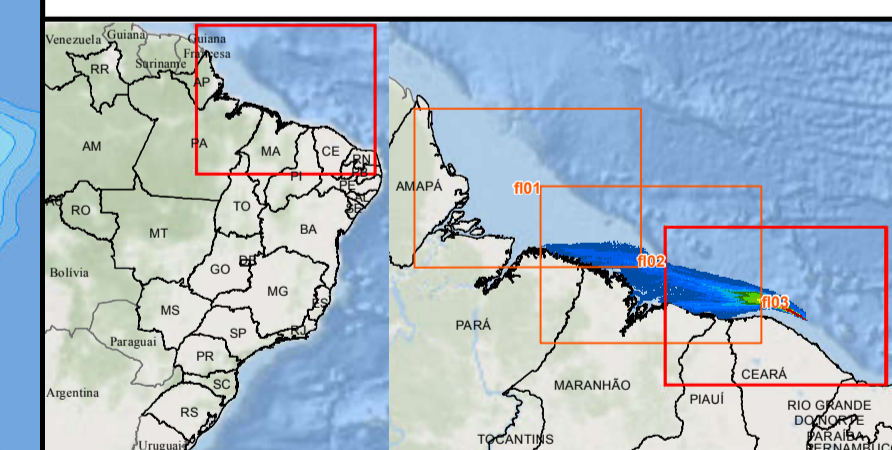 Venezuela
Guiana
Guiana
Francesa
Suriname
RR
AP
AM
PA
MA
CE
RN
PB
PI
PE
AL
SE
RO
TO
BA
MT
Bolívia
GO
DF
MG
ES
MS
SP
RJ
Paraguai
PR
SC
Argentina
RS
Uruguai
AMAPÁ
fl01
fl02
fl03
PARÁ
MARANHÃO
CEARÁ
PIAUÍ
RIO GRANDE
DO NORTE
PARAÍBA
PERNAMBUCO
TOCANTINS